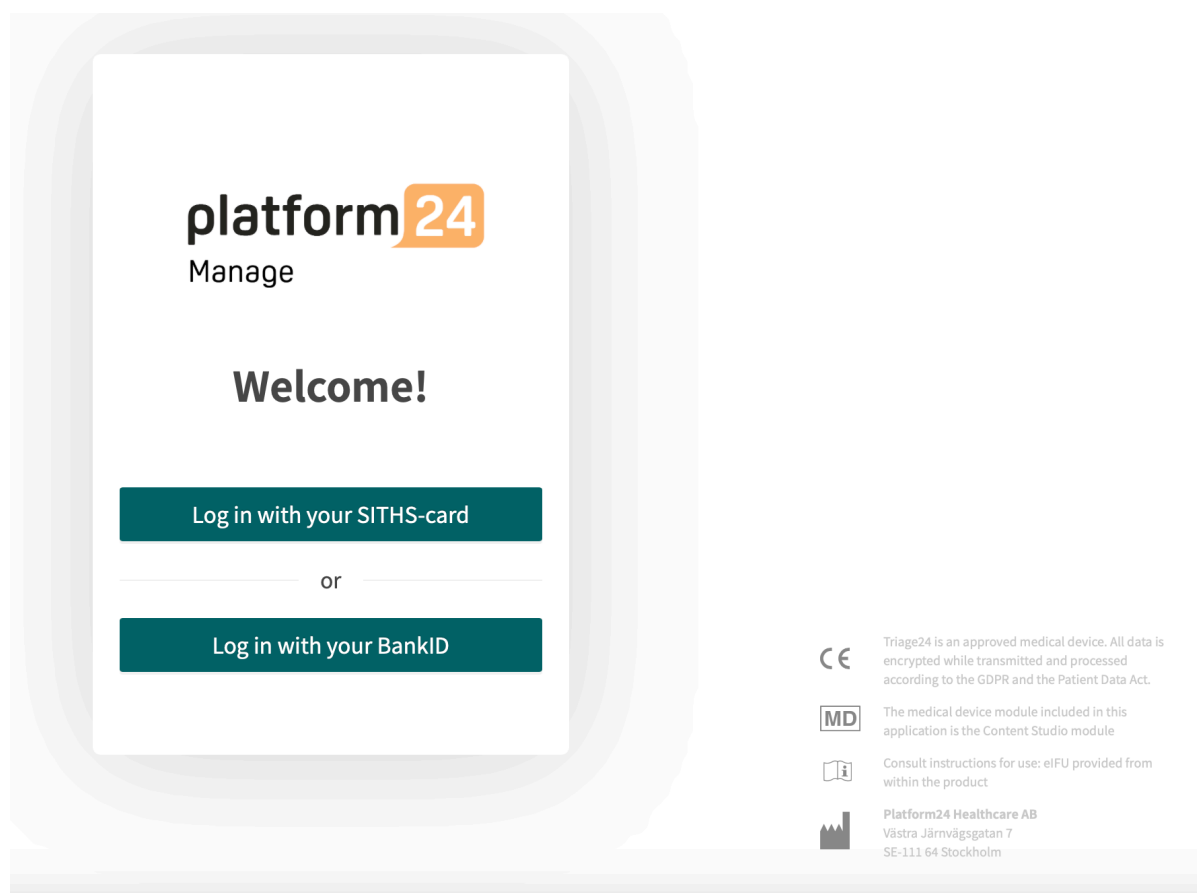 platform24
Manage
Welcome!
Log in with your SITHS-card
or
Log in with your BankID
CE
Triage24 is an approved medical device. All data is
encrypted while transmitted and processed
according to the GDPR and the Patient Data Act.
MD
The medical device module included in this
application is the Content Studio module
i
Consult instructions for use: eIFU provided from
within the product
Platform24 Healthcare AB
Västra Järnvägsgatan 7
SE-111 64 Stockholm